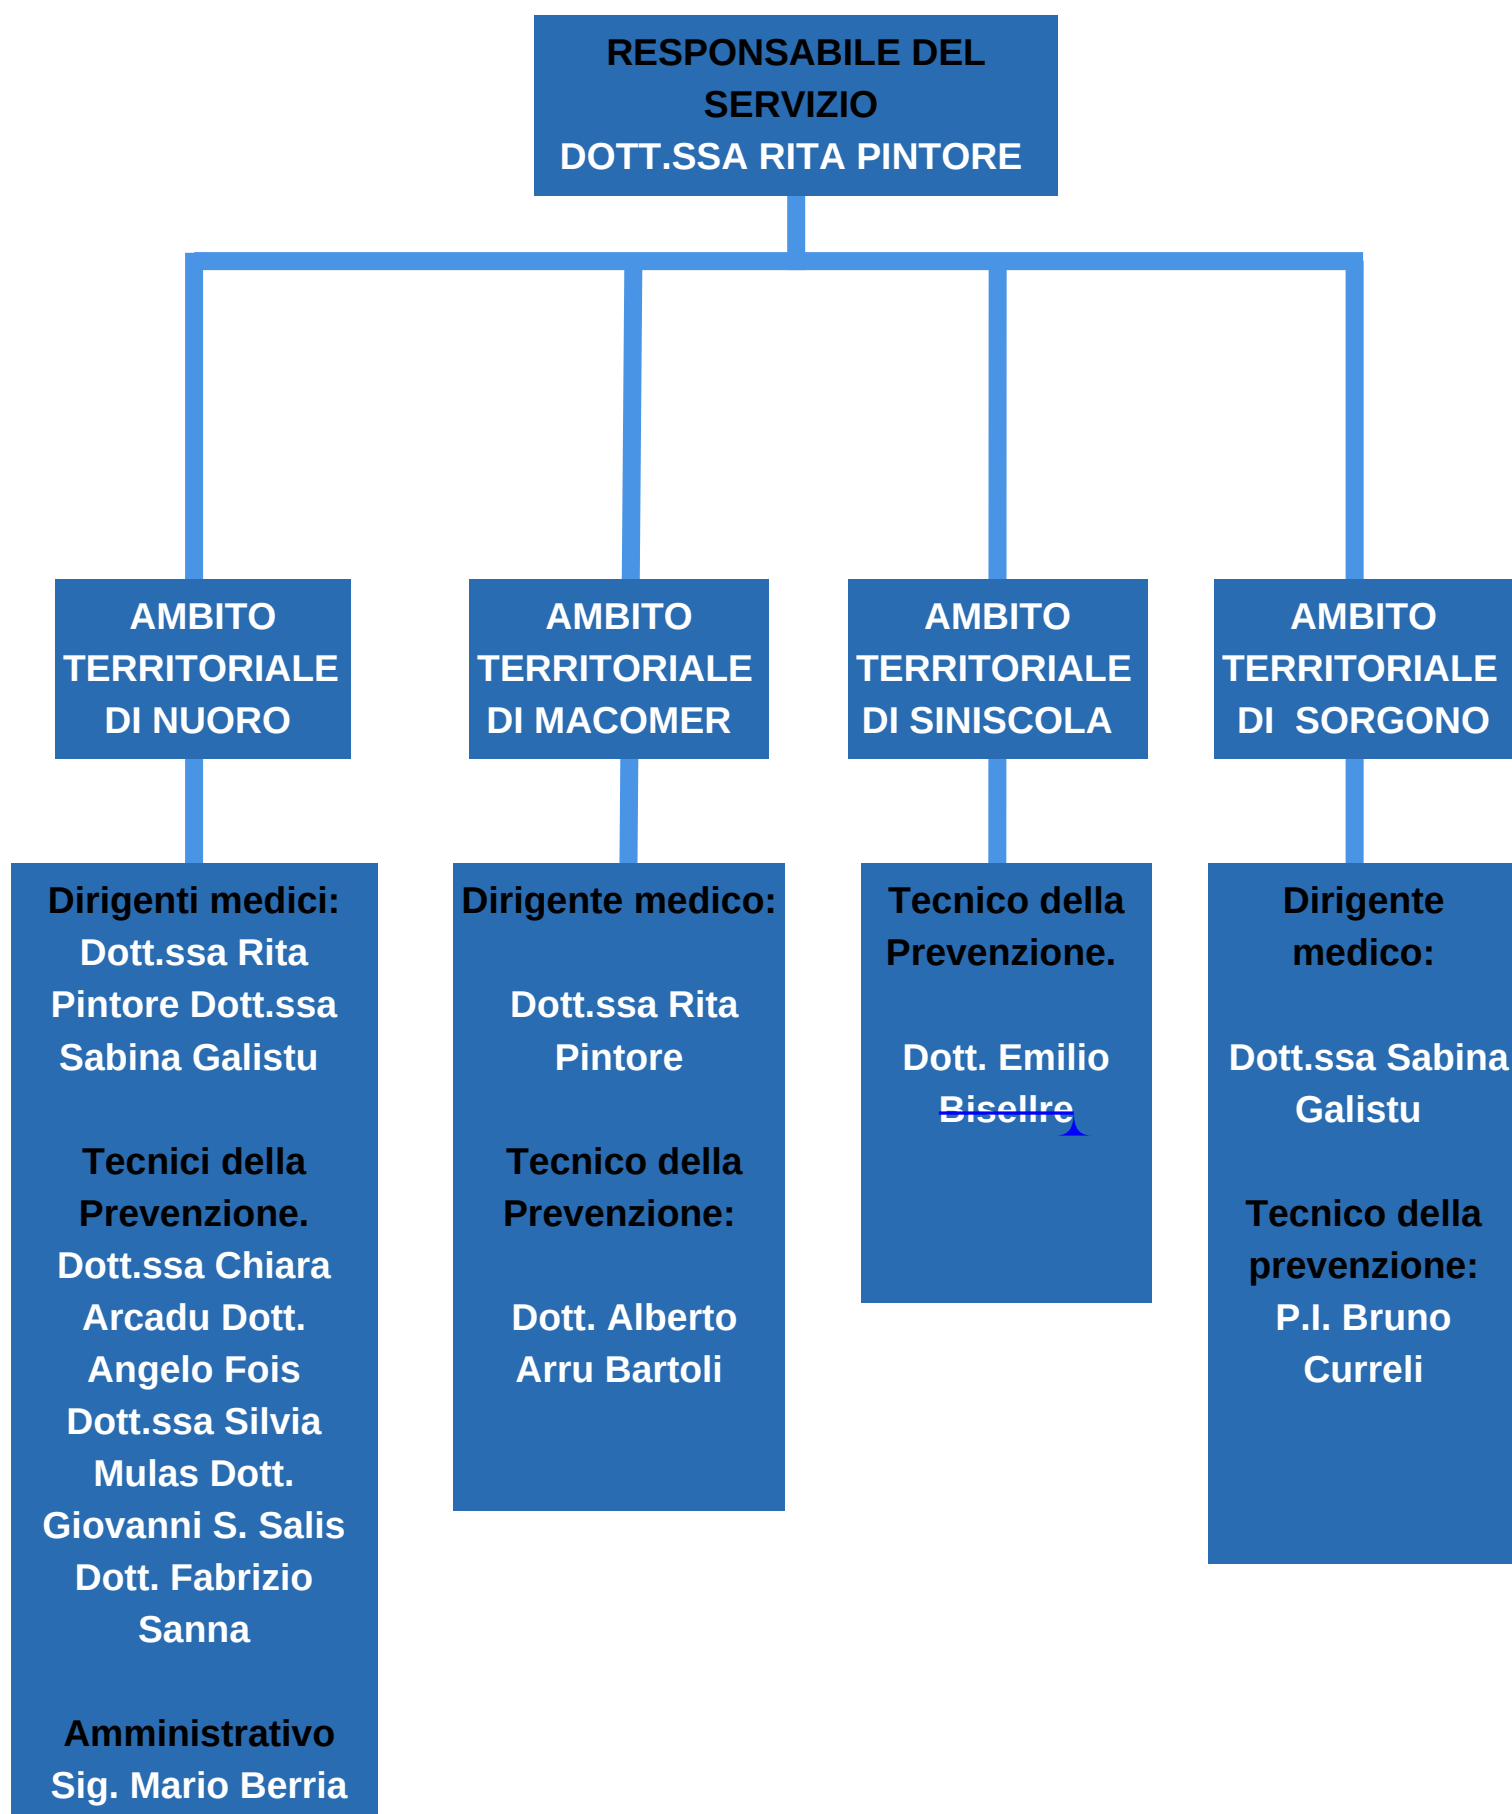 RESPONSABILE DEL
SERVIZIO
DOTT.SSA RITA PINTORE
AMBITO
TERRITORIALE
DI NUORO
AMBITO
TERRITORIALE
DI MACOMER
AMBITO
TERRITORIALE
DI SINISCOLA
AMBITO
TERRITORIALE
DI SORGONO
Dirigenti medici:
Dott.ssa Rita
Pintore Dott.ssa
Sabina Galistu
Tecnici della
Prevenzione.
Dott.ssa Chiara
Arcadu Dott.
Angelo Fois
Dott.ssa Silvia
Mulas Dott.
Giovanni S. Salis
Dott. Fabrizio
Sanna
Amministrativo
Sig. Mario Berria
Dirigente medico:
Dott.ssa Rita
Pintore
Tecnico della
Prevenzione:
Dott. Alberto
Arru Bartoli
Tecnico della
Prevenzione.
Dott. Emilio
Bisellre
Dirigente
medico:
Dott.ssa Sabina
Galistu
Tecnico della
prevenzione:
P.I. Bruno
Curreli